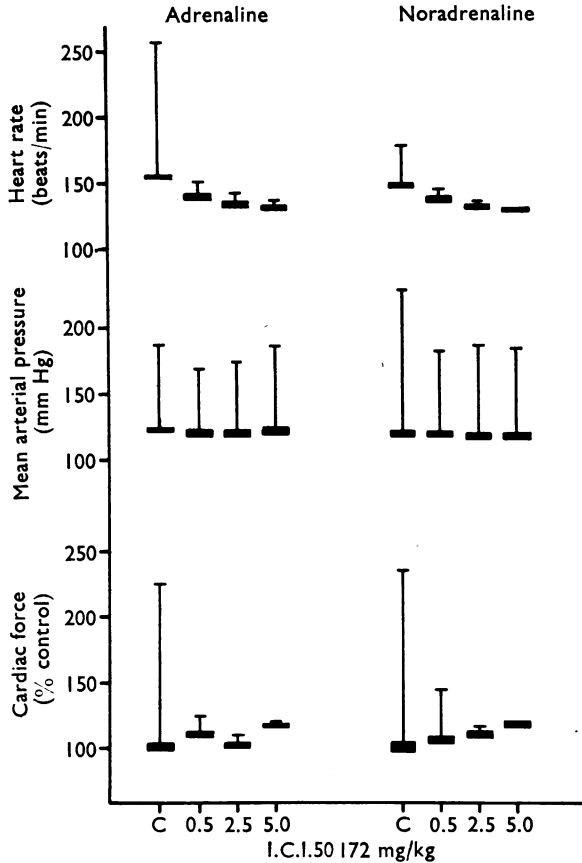 Adrenaline Noradrenaline
Heart rate
(beats/min)
250
200
150
100
Mean arterial pressure
(mm Hg)
200
150
100
Cardiac force
(% control)
250
200
150
100
C 0.5 2.5 5.0 C 0.5 2.5 5.0
I.C.I.50 172 mg/kg